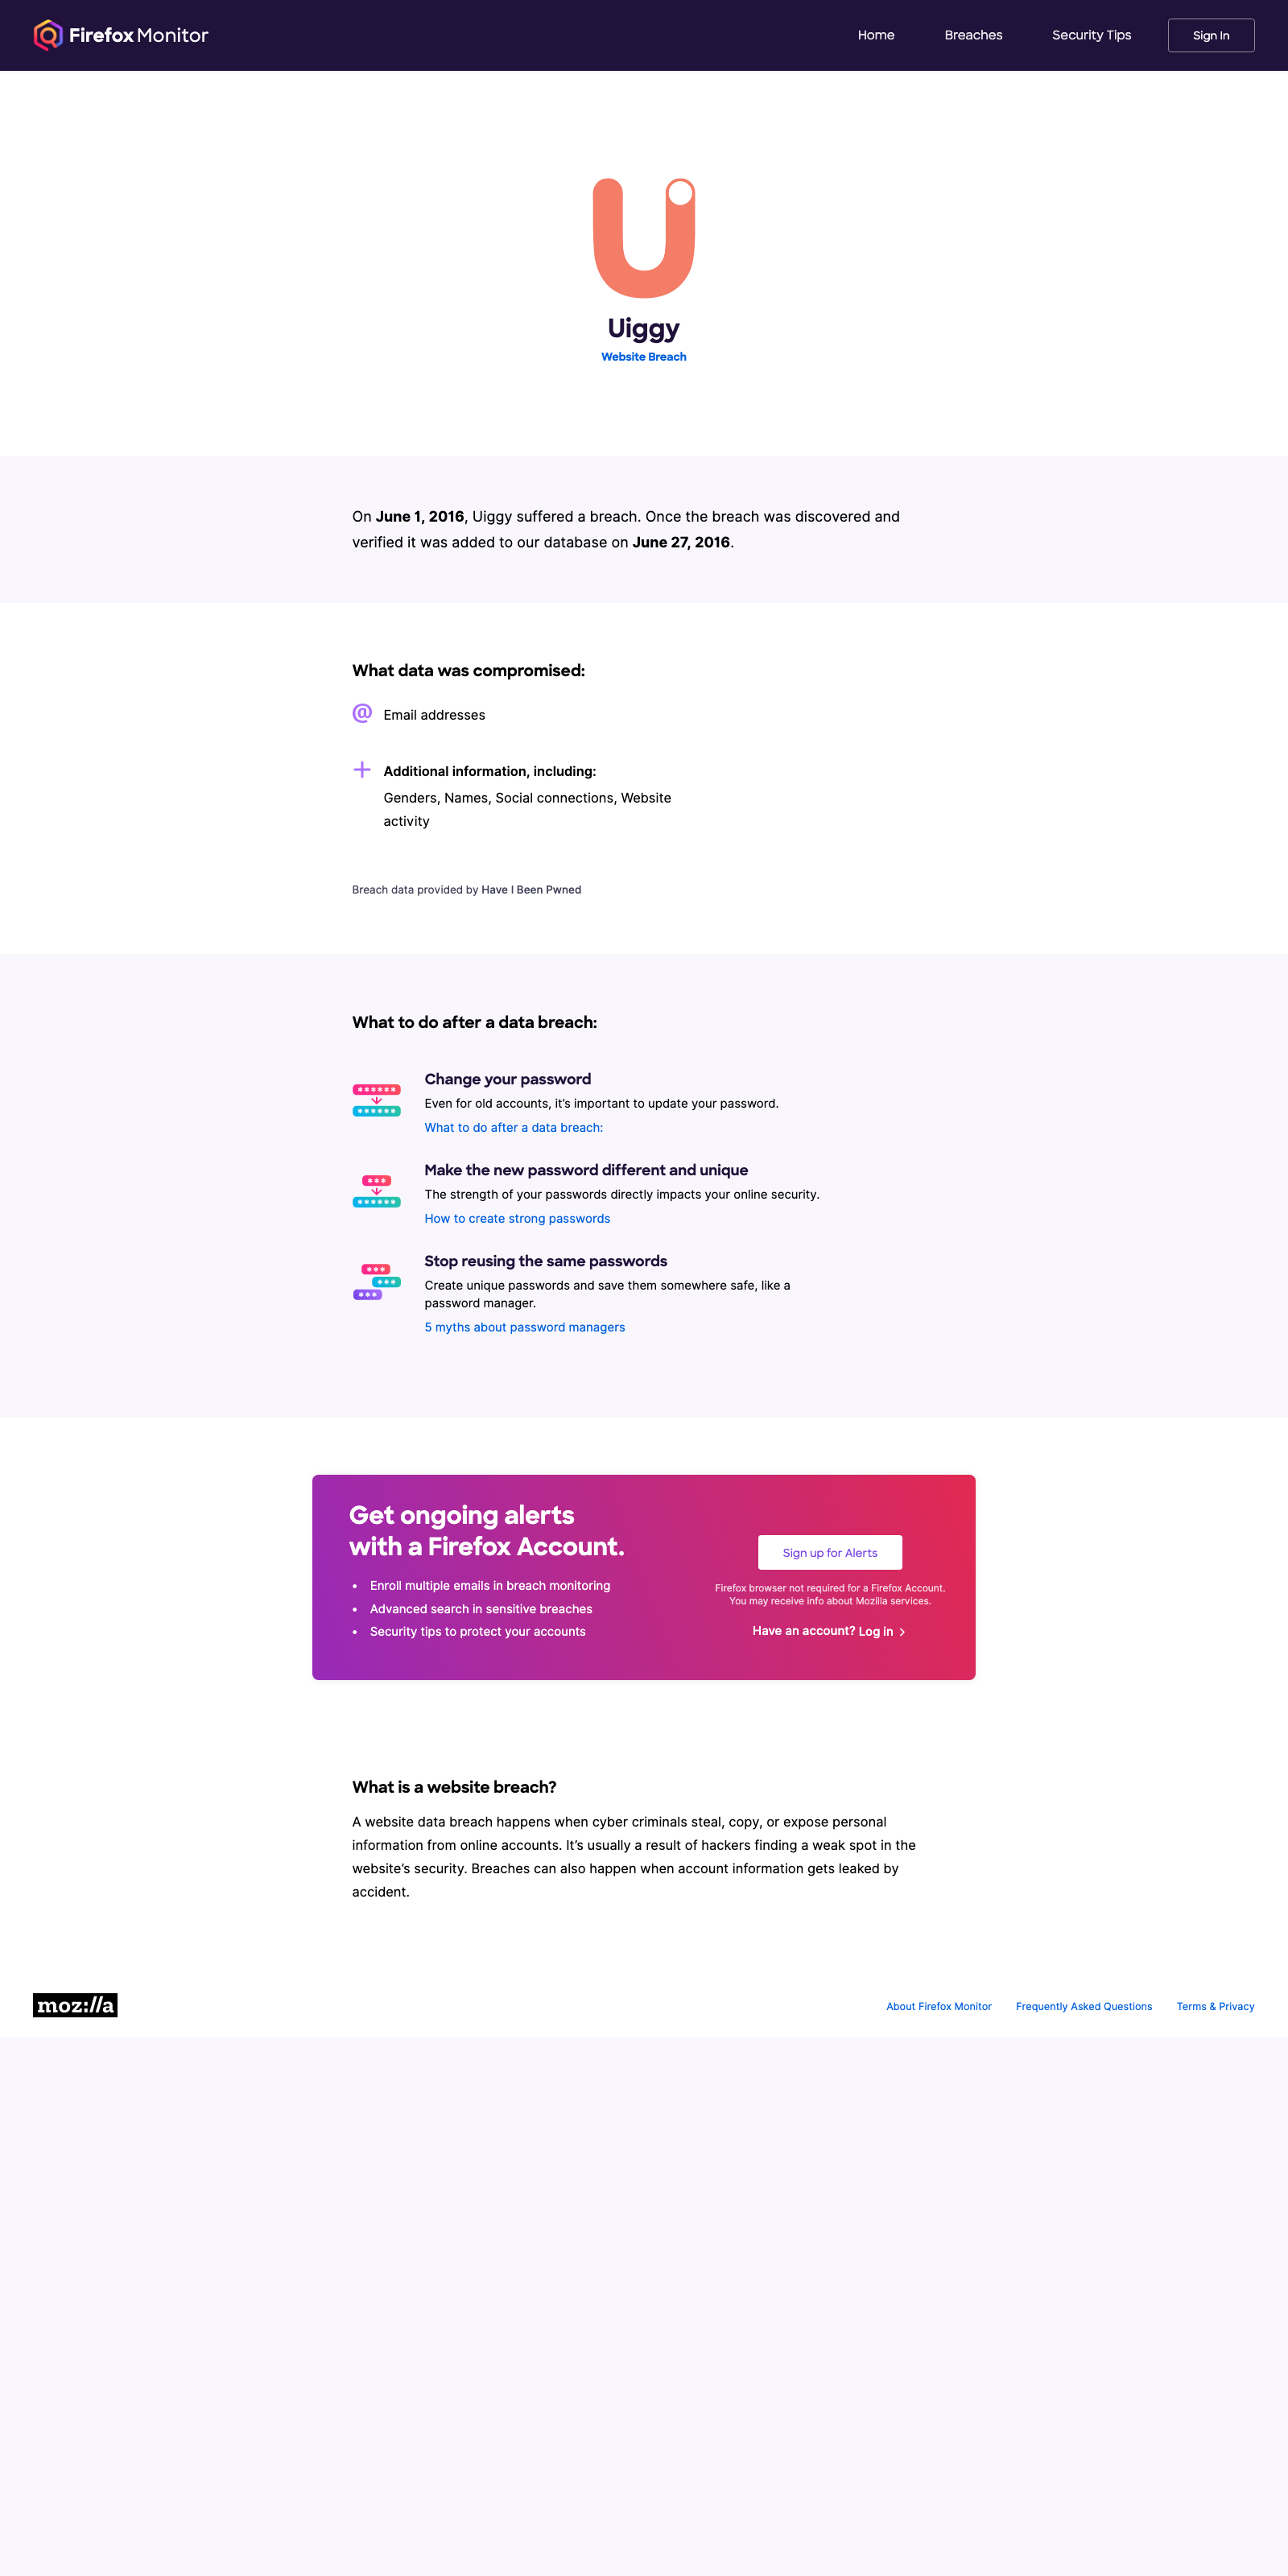 Firefox Monitor
Home
Breaches
Security Tips
Sign In
Uiggy
Website Breach
On June 1, 2016, Uiggy suffered a breach. Once the breach was discovered and
verified it was added to our database on June 27, 2016.
What data was compromised:
@ Email addresses
Additional information, including:
Genders, Names, Social connections, Website
activity
Breach data provided by Have I Been Pwned
What to do after a data breach:
Change your password
Even for old accounts, it’s important to update your password.
What to do after a data breach:
Make the new password different and unique
The strength of your passwords directly impacts your online security.
How to create strong passwords
Stop reusing the same passwords
Create unique passwords and save them somewhere safe, like a
password manager.
5 myths about password managers
Get ongoing alerts
with a Firefox Account.
• Enroll multiple emails in breach monitoring
• Advanced search in sensitive breaches
• Security tips to protect your accounts
Sign up for Alerts
Firefox browser not required for a Firefox Account.
You may receive info about Mozilla services.
Have an account? Log in
What is a website breach?
A website data breach happens when cyber criminals steal, copy, or expose personal
information from online accounts. It’s usually a result of hackers finding a weak spot in the
website’s security. Breaches can also happen when account information gets leaked by
accident.
moz://a
About Firefox Monitor
Frequently Asked Questions
Terms & Privacy